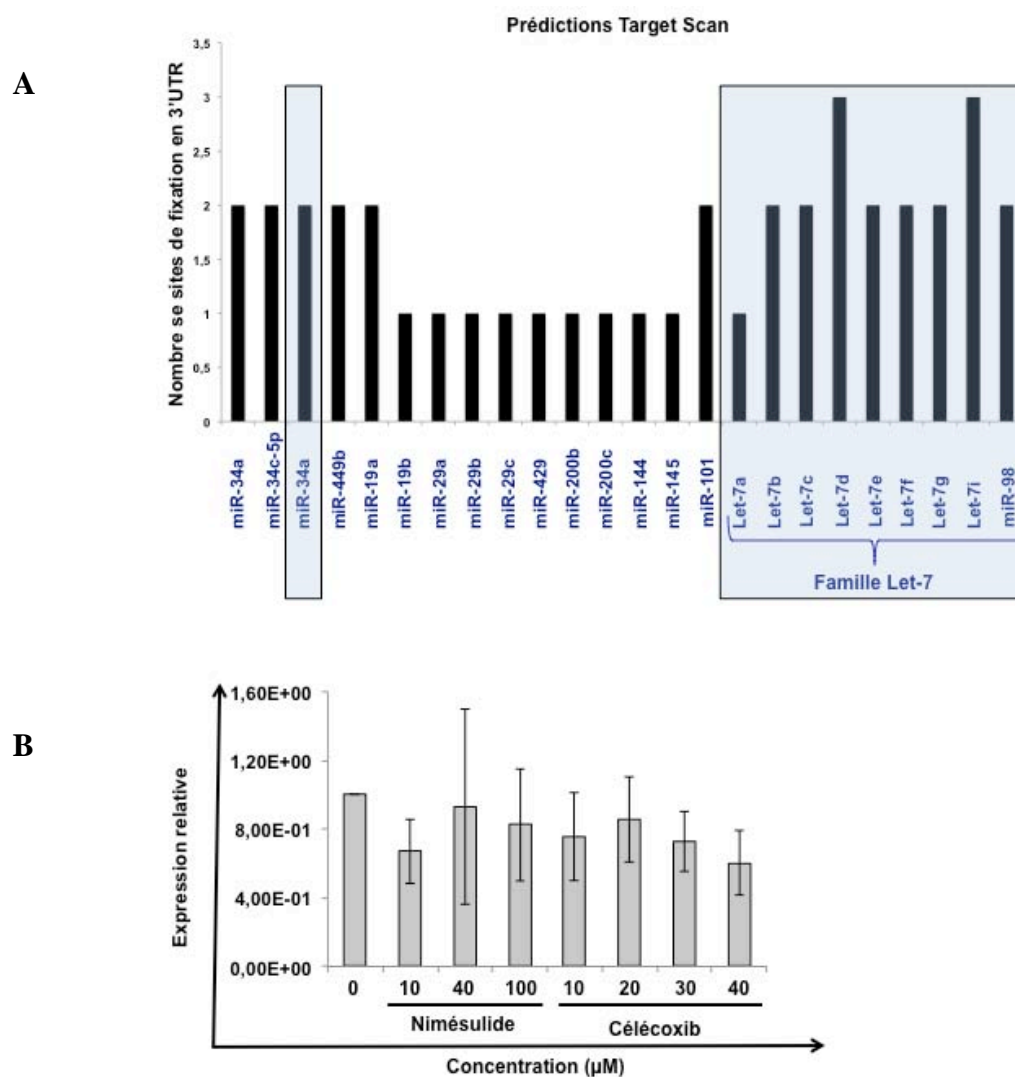 Prédictions Target Scan
A
Nombre se sites de fixation en 3'UTR
3,5
3
2,5
2
1,5
1
0,5
0
miR-34a
miR-34c-5p
miR-34a
miR-449b
miR-19a
miR-19b
miR-29a
miR-29b
miR-29c
miR-429
miR-200b
miR-200c
miR-144
miR-145
miR-101
Let-7a
Let-7b
Let-7c
Let-7d
Let-7e
Let-7f
Let-7g
Let-7i
miR-98
Famille Let-7
B
Expression relative
1,60E+00
1,20E+00
8,00E-01
4,00E-01
0,00E+00
0 10 40 100 10 20 30 40
Nimésulide Célécoxib
Concentration (µM)